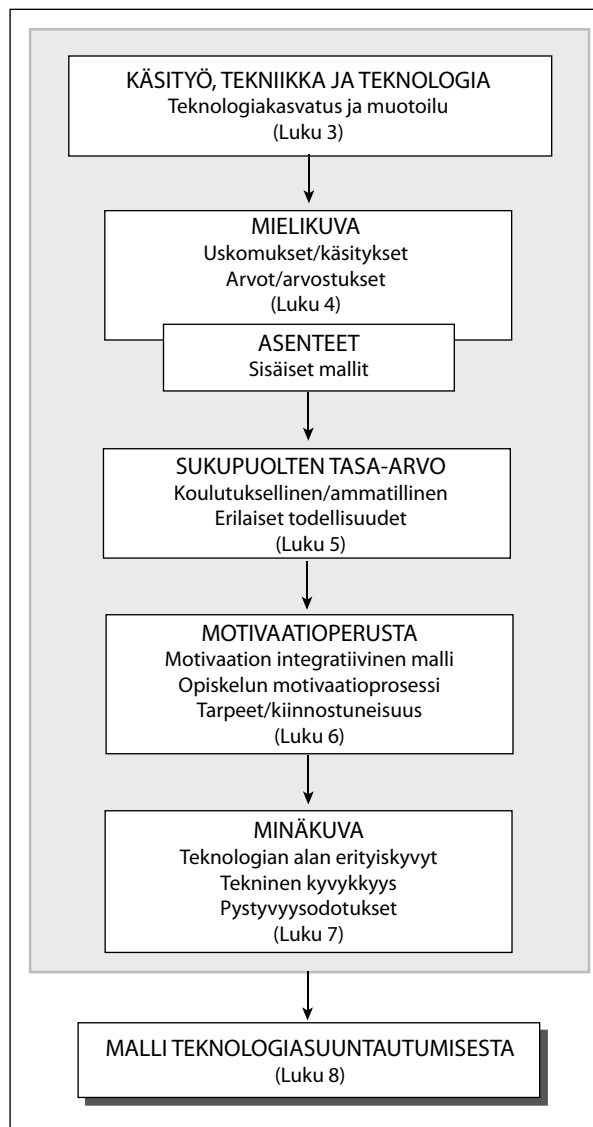 KÄSITYÖ, TEKNIIKKA JA TEKNOLOGIA
Teknologiakasvatus ja muotoilu
(Luku 3)
MIELIKUVA
Uskomukset/käsitykset
Arvot/arvostukset
(Luku 4)
ASENTEET
Sisäiset mallit
SUKUPUOLTEN TASA-ARVO
Koulutuksellinen/ammatillinen
Erilaiset todellisuudet
(Luku 5)
MOTIVAATIOPERUSTA
Motivaation integratiivinen malli
Opiskelun motivaatioprosessi
Tarpeet/kiinnostuneisuus
(Luku 6)
MINÄKUVA
Teknologian alan erityiskyvyt
Tekninen kyvykkyys
Pystyvyysodotukset
(Luku 7)
MALLI TEKNOLOGIASUUNTAUTUMISESTA
(Luku 8)